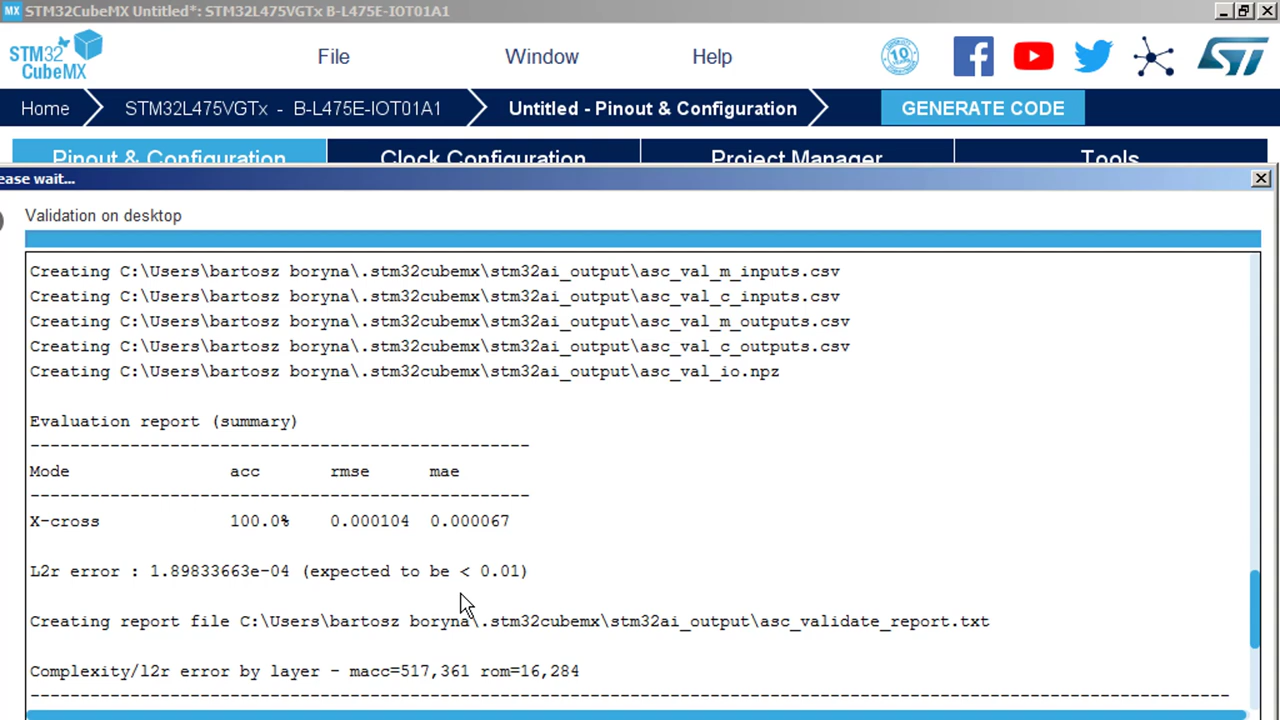 MX STM32CubeMX Untitled*: STM32L475VGTx B-L475E-IOT01A1
STM32
CubeMX
File
Window
Help
10
Home
STM32L475VGTx - B-L475E-IOT01A1
Untitled - Pinout & Configuration
GENERATE CODE
Pinout & Configuration
Clock Configuration
Project Manager
Tools
ease wait...
Validation on desktop
Creating C:\Users\bartosz boryna\.stm32cubemx\stm32ai_output\asc_val_m_inputs.csv
Creating C:\Users\bartosz boryna\.stm32cubemx\stm32ai_output\asc_val_c_inputs.csv
Creating C:\Users\bartosz boryna\.stm32cubemx\stm32ai_output\asc_val_m_outputs.csv
Creating C:\Users\bartosz boryna\.stm32cubemx\stm32ai_output\asc_val_c_outputs.csv
Creating C:\Users\bartosz boryna\.stm32cubemx\stm32ai_output\asc_val_io.npz
Evaluation report (summary)
--------------------------------------------------
Mode acc rmse mae
--------------------------------------------------
X-cross 100.0% 0.000104 0.000067
L2r error : 1.89833663e-04 (expected to be < 0.01)
Creating report file C:\Users\bartosz boryna\.stm32cubemx\stm32ai_output\asc_validate_report.txt
Complexity/l2r error by layer - macc=517,361 rom=16,284
------------------------------------------------------------------------------------------------------------------------